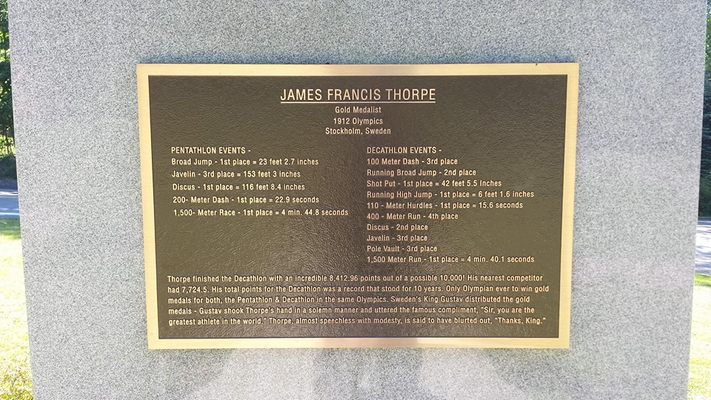 JAMES FRANCIS THORPE
Gold Medalist
1912 Olympics
Stockholm, Sweden
PENTATHLON EVENTS -
Broad Jump - 1st place = 23 feet 2.7 inches
Javelin - 3rd place = 153 feet 3 inches
Discus - 1st place = 116 feet 8.4 inches
200- Meter Dash - 1st place = 22.9 seconds
1,500- Meter Race - 1st place = 4 min. 44.8 seconds
DECATHLON EVENTS -
100 Meter Dash - 3rd place
Running Broad Jump - 2nd place
Shot Put - 1st place = 42 feet 5.5 inches
Running High Jump - 1st place = 6 feet 1.6 inches
110 - Meter Hurdles - 1st place = 15.6 seconds
400 - Meter Run - 4th place
Discus - 2nd place
Javelin - 3rd place
Pole Vault - 3rd place
1,500 Meter Run - 1st place = 4 min. 40.1 seconds
Thorpe finished the Decathlon with an incredible 8,412.96 points out of a possible 10,000! His nearest competitor
had 7,724.5. His total points for the Decathlon was a record that stood for 10 years. Only Olympian ever to win gold
medals for both, the Pentathlon & Decathlon in the same Olympics. Sweden's King Gustav distributed the gold
medals - Gustav shook Thorpe's hand in a solemn manner and uttered the famous compliment, "Sir, you are the
greatest athlete in the world." Thorpe, almost sperchless with modesty, is said to have blurted out, "Thanks, King."